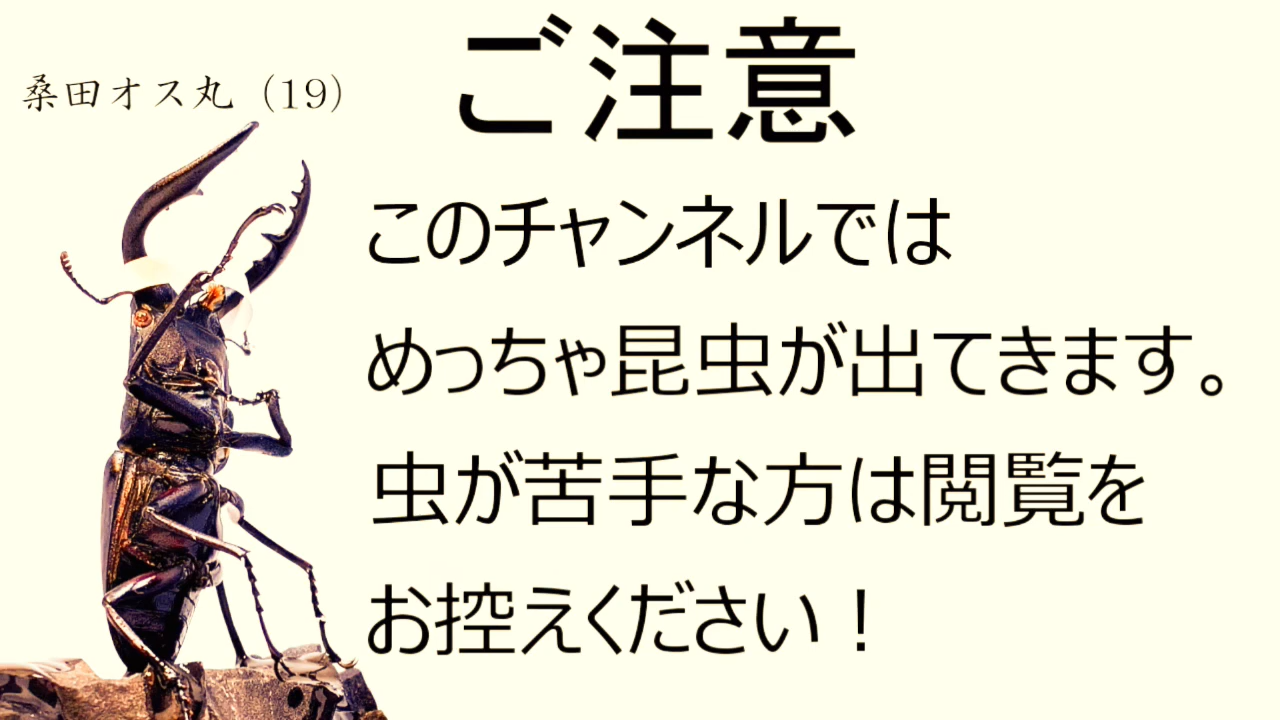 ご注意
桑田オス丸（19）
このチャンネルでは
めっちゃ昆虫が出てきます。
虫が苦手な方は閲覧を
お控えください！